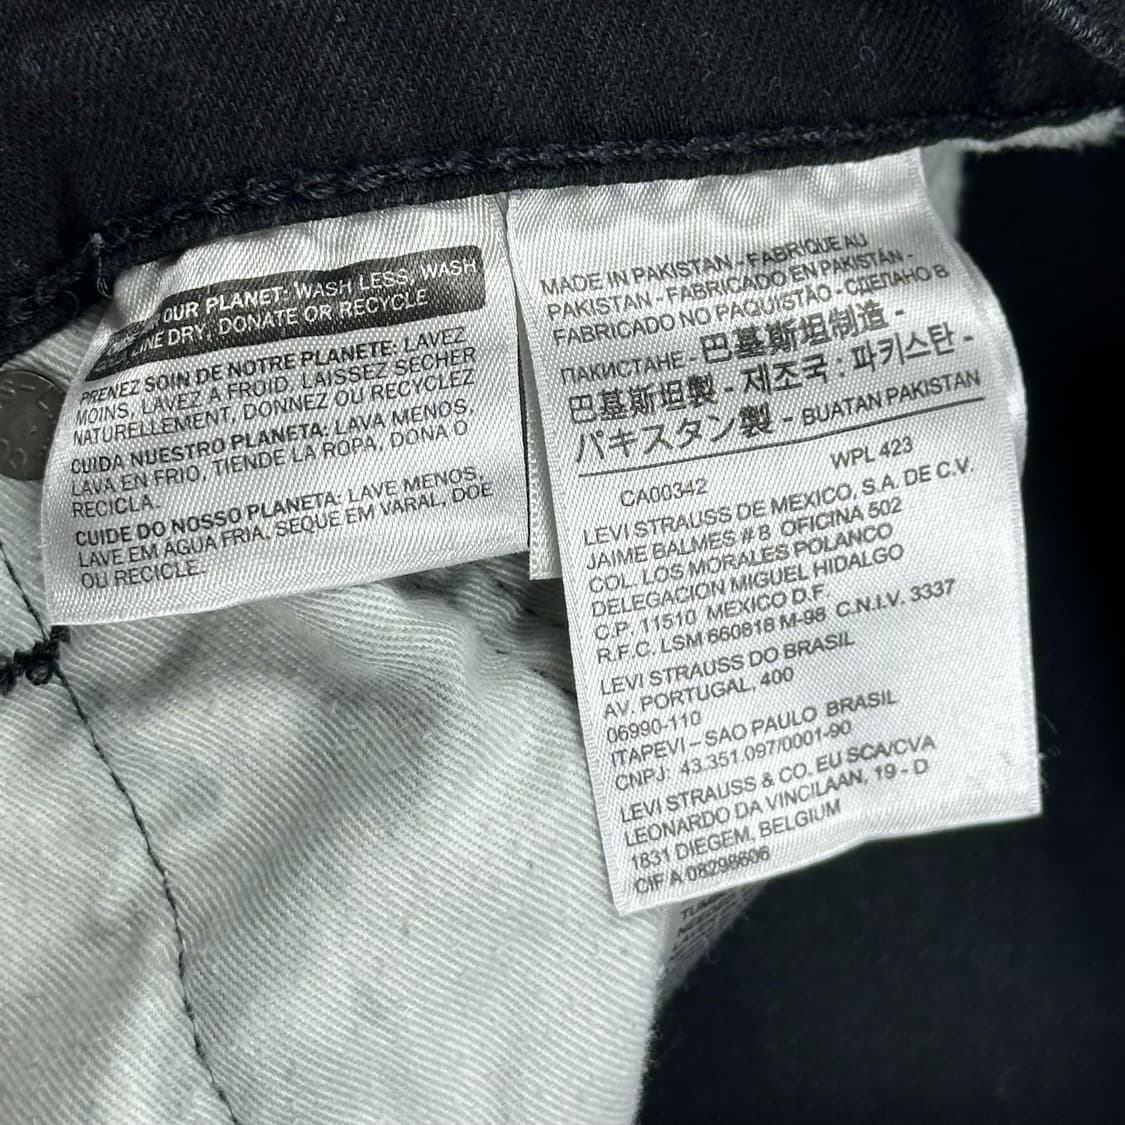 OUR PLANET: WASH LESS, WASH
LINE DRY, DONATE OR RECYCLE
PRENEZ SOIN DE NOTRE PLANETE: LAVEZ
MOINS, LAVEZ A FROID, LAISSEZ SÉCHER
NATURELLEMENT, DONNEZ OU RECYCLEZ
CUIDA NUESTRO PLANETA: LAVA MENOS,
LAVA EN FRIO, TIENDE LA ROPA, DONA O
RECICLA.
CUIDE DO NOSSO PLANETA: LAVE MENOS,
LAVE EM AGUA FRIA, SEQUE EM VARAL, DOE
OU RECICLE.
MADE IN PAKISTAN - FABRIQUE AU
PAKISTAN - FABRICADO EN PAKISTÁN -
FABRICADO NO PAQUISTÃO - СДЕЛАНО В
ПАКИСТАНЕ - 巴基斯坦制造 -
巴基斯坦製 - 제조국 : 파키스탄 -
パキスタン製 - BUATAN PAKISTAN
WPL 423
CA00342
LEVI STRAUSS DE MEXICO, S.A. DE C.V.
JAIME BALMES # 8 OFICINA 502
COL. LOS MORALES POLANCO
DELEGACION MIGUEL HIDALGO
C.P. 11510 MEXICO D.F.
R.F.C. LSM 660818 M-98 C.N.I.V. 3337
LEVI STRAUSS DO BRASIL
AV. PORTUGAL, 400
06990-110
ITAPEVI – SAO PAULO BRASIL
CNPJ: 43.351.097/0001-90
LEVI STRAUSS & CO. EU SCA/CVA
LEONARDO DA VINCILAAN, 19 - D
1831 DIEGEM, BELGIUM
CIF A 08298606